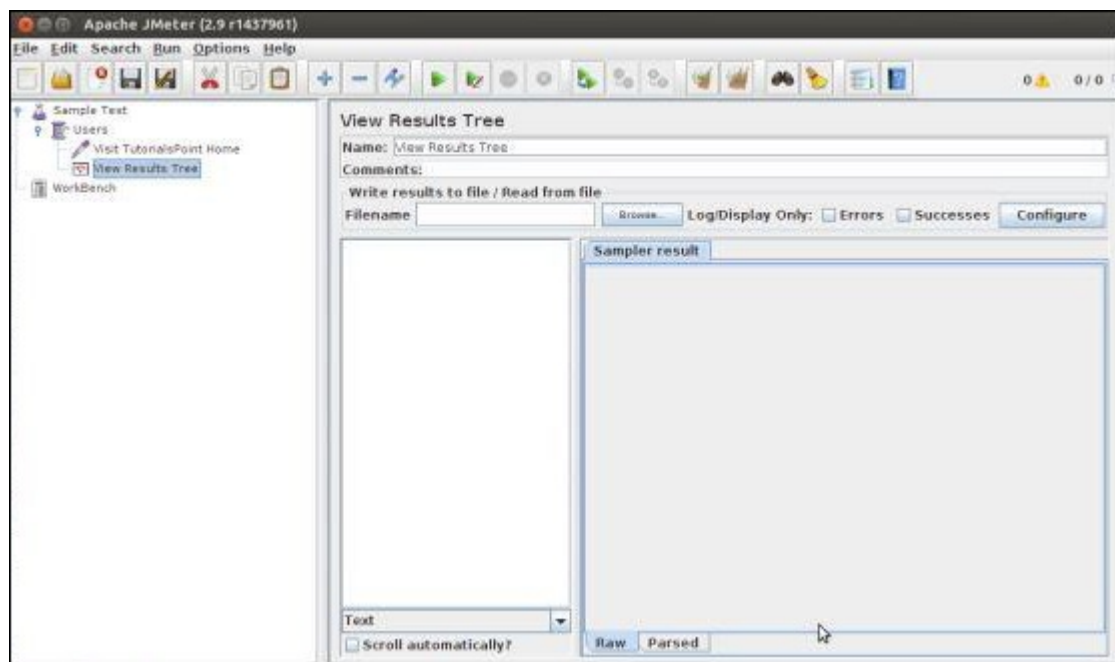 Apache JMeter (2.9 r1437961)
File Edit Search Run Options Help
0 0 / 0
Sample Test
Users
Visit TutorialsPoint Home
View Results Tree
WorkBench
View Results Tree
Name: View Results Tree
Comments:
Write results to file / Read from file
Filename Browse... Log/Display Only: Errors Successes Configure
Sampler result
Text
Scroll automatically?
Raw Parsed